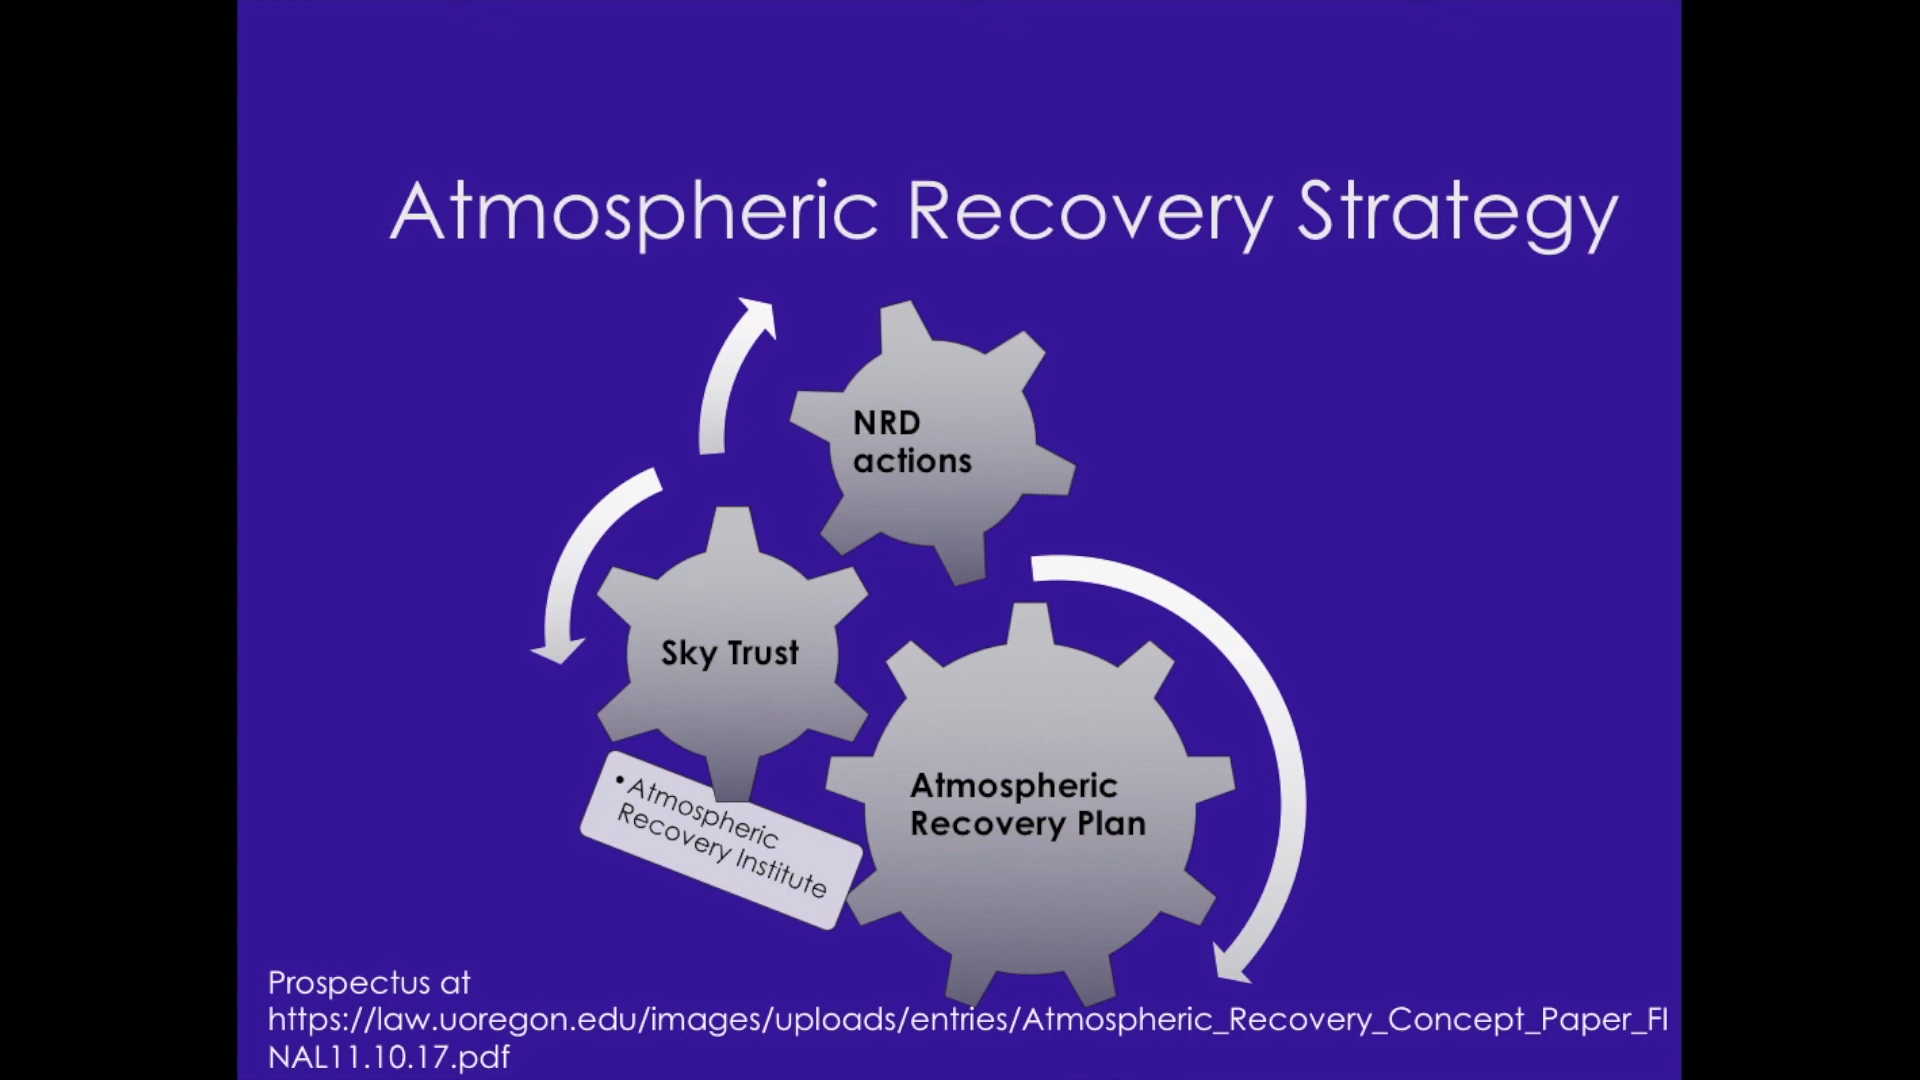 Atmospheric Recovery Strategy
NRD
actions
Sky Trust
Atmospheric
Recovery Plan
• Atmospheric
Recovery Institute
Prospectus at
https://law.uoregon.edu/images/uploads/entries/Atmospheric_Recovery_Concept_Paper_FI
NAL11.10.17.pdf